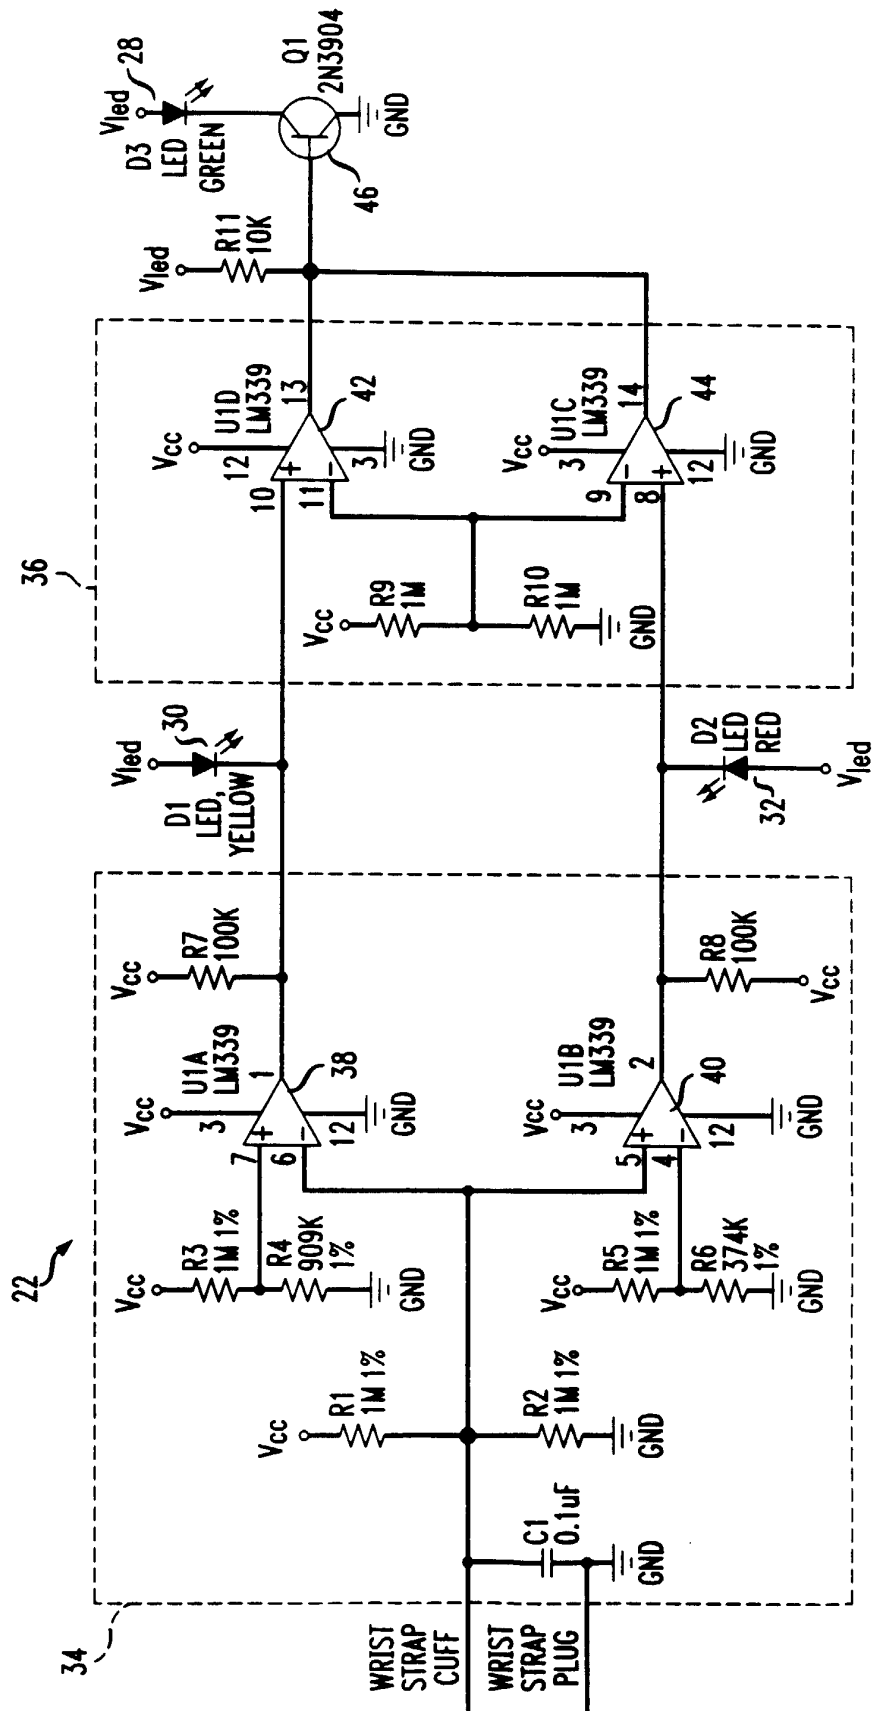 22
34
36
WRIST
STRAP
CUFF
WRIST
STRAP
PLUG
C1
0.1uF
GND
Vcc
R1
1M 1%
R2
1M 1%
GND
Vcc
R3
1M 1%
R4
909K
1%
GND
Vcc
R5
1M 1%
R6
374K
1%
GND
Vcc
U1A
LM339
3
7
+
6
−
1
12
38
GND
Vcc
U1B
LM339
3
5
+
4
−
2
12
40
GND
Vcc
R7
100K
R8
100K
Vcc
Vled
30
D1
LED,
YELLOW
D2
LED
RED
32
Vled
Vcc
R9
1M
R10
1M
GND
Vcc
U1D
LM339
12
10
+
11
−
13
3
42
GND
Vcc
U1C
LM339
3
9
−
8
+
14
12
44
GND
Vled
R11
10K
Vled
28
D3
LED
GREEN
Q1
2N3904
46
GND